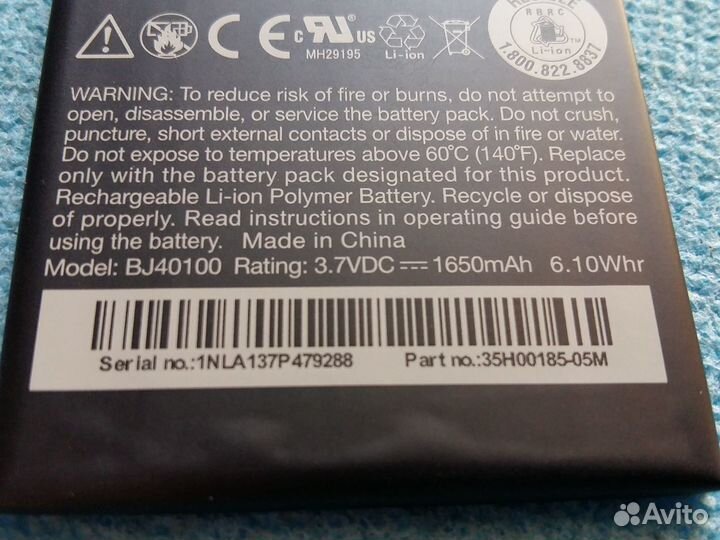 RBRC
Li-ion
1.800.822.8837
c UL us
MH29195
Li-ion
WARNING: To reduce risk of fire or burns, do not attempt to
open, disassemble, or service the battery pack. Do not crush,
puncture, short external contacts or dispose of in fire or water.
Do not expose to temperatures above 60°C (140°F). Replace
only with the battery pack designated for this product.
Rechargeable Li-ion Polymer Battery. Recycle or dispose
of properly. Read instructions in operating guide before
using the battery. Made in China
Model: BJ40100 Rating: 3.7VDC 1650mAh 6.10Whr
Serial no.:1NLA137P479288 Part no.:35H00185-05M
Avito